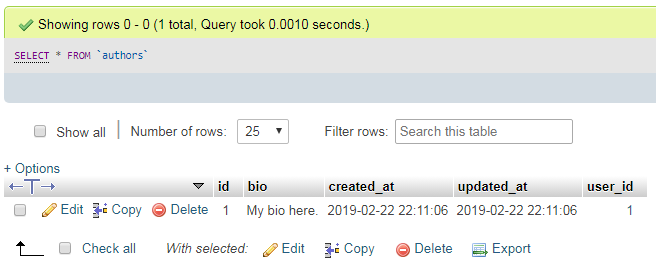 Showing rows 0 - 0 (1 total, Query took 0.0010 seconds.)
SELECT * FROM `authors`
Show all | Number of rows: 25 Filter rows: Search this table
+ Options
id bio created_at updated_at user_id
Edit Copy Delete 1 My bio here. 2019-02-22 22:11:06 2019-02-22 22:11:06 1
Check all With selected: Edit Copy Delete Export